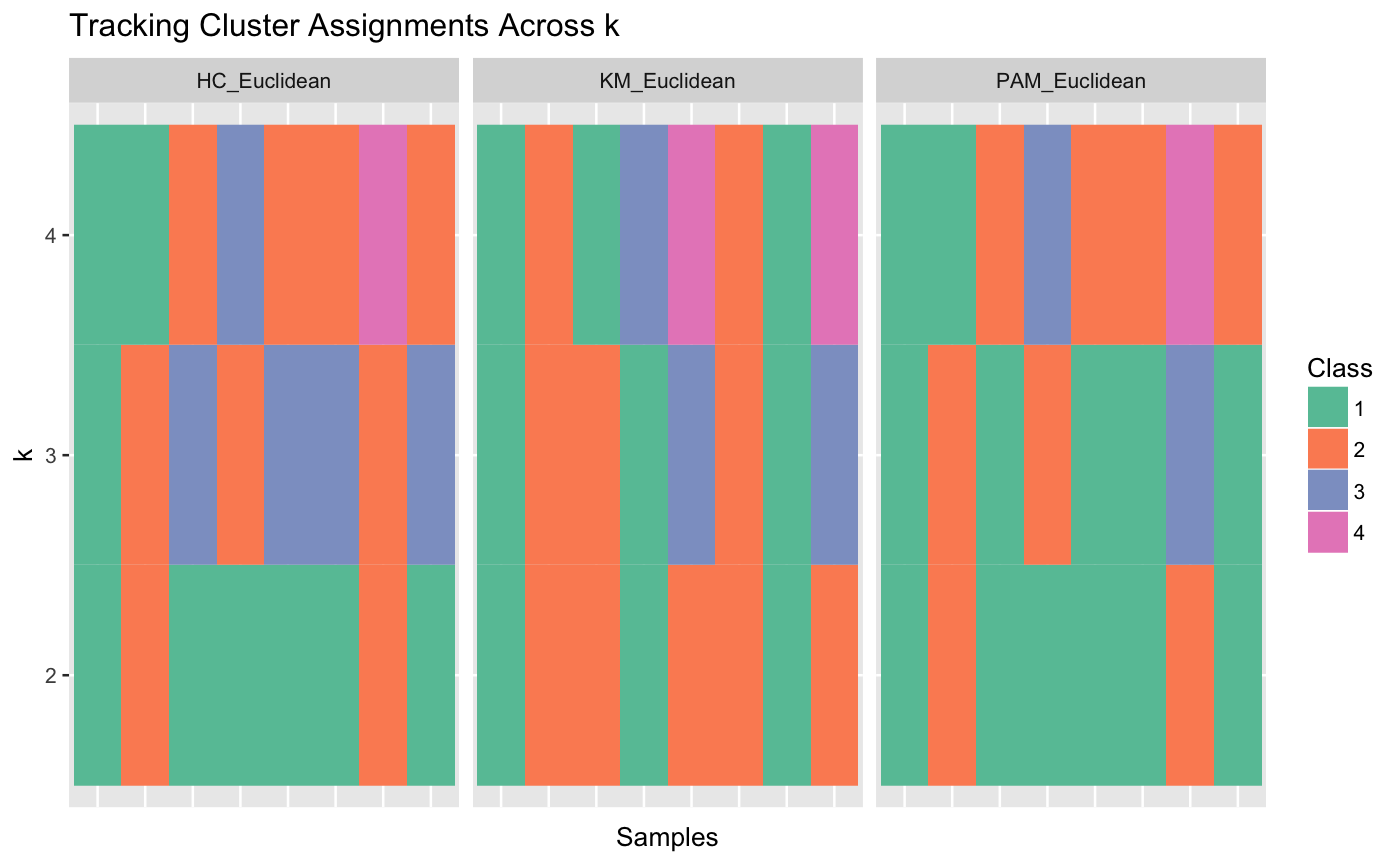 Tracking Cluster Assignments Across k
HC_Euclidean
KM_Euclidean
PAM_Euclidean
4
3
2
k
Samples
Class
1
2
3
4